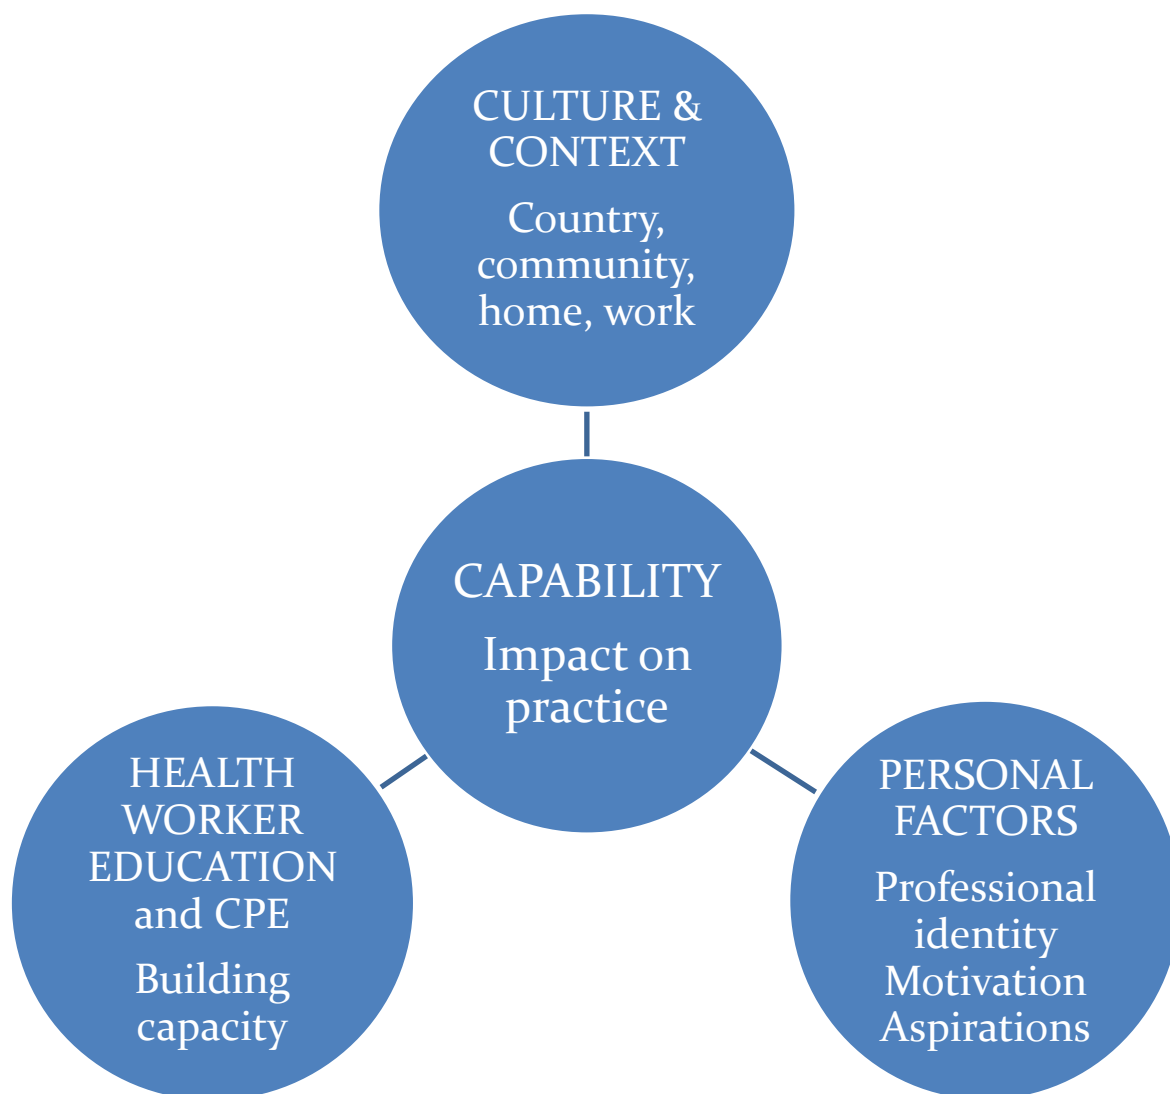 CULTURE &
CONTEXT
Country,
community,
home, work
CAPABILITY
Impact on
practice
HEALTH
WORKER
EDUCATION
and CPE
Building
capacity
PERSONAL
FACTORS
Professional
identity
Motivation
Aspirations